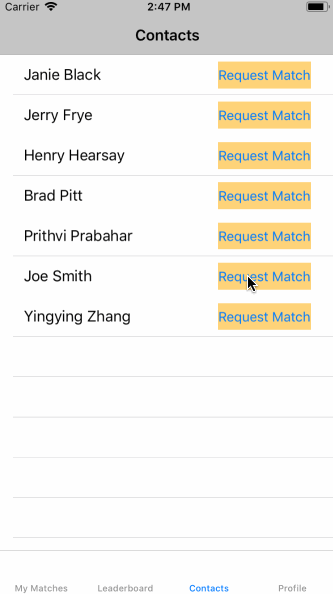 Carrier 2:47 PM
Contacts
Janie Black Request Match
Jerry Frye Request Match
Henry Hearsay Request Match
Brad Pitt Request Match
Prithvi Prabahar Request Match
Joe Smith Request Match
Yingying Zhang Request Match
My Matches Leaderboard Contacts Profile